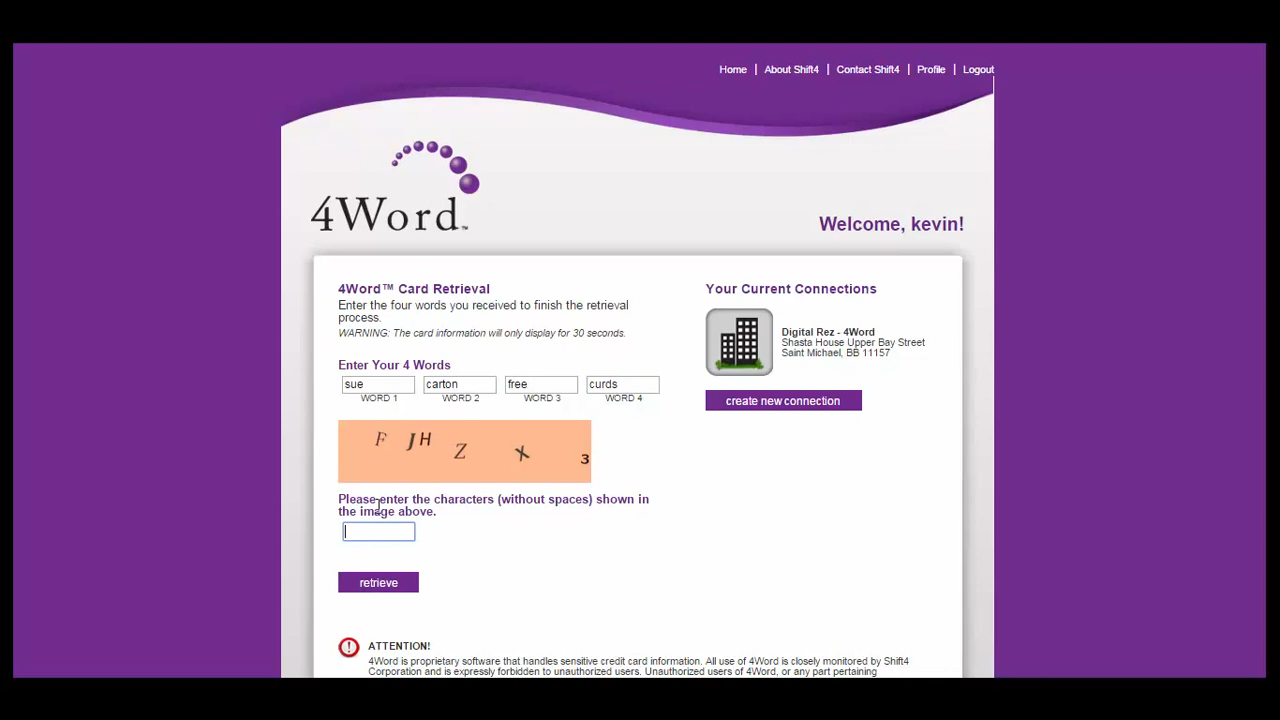 Home | About Shift4 | Contact Shift4 | Profile | Logout
4Word™
Welcome, kevin!
4Word™ Card Retrieval
Enter the four words you received to finish the retrieval
process.
WARNING: The card information will only display for 30 seconds.
Enter Your 4 Words
sue carton free curds
WORD 1 WORD 2 WORD 3 WORD 4
F J H Z X 3
Please enter the characters (without spaces) shown in
the image above.
retrieve
Your Current Connections
Digital Rez - 4Word
Shasta House Upper Bay Street
Saint Michael, BB 11157
create new connection
ATTENTION!
4Word is proprietary software that handles sensitive credit card information. All use of 4Word is closely monitored by Shift4
Corporation and is expressly forbidden to unauthorized users. Unauthorized users of 4Word, or any part pertaining